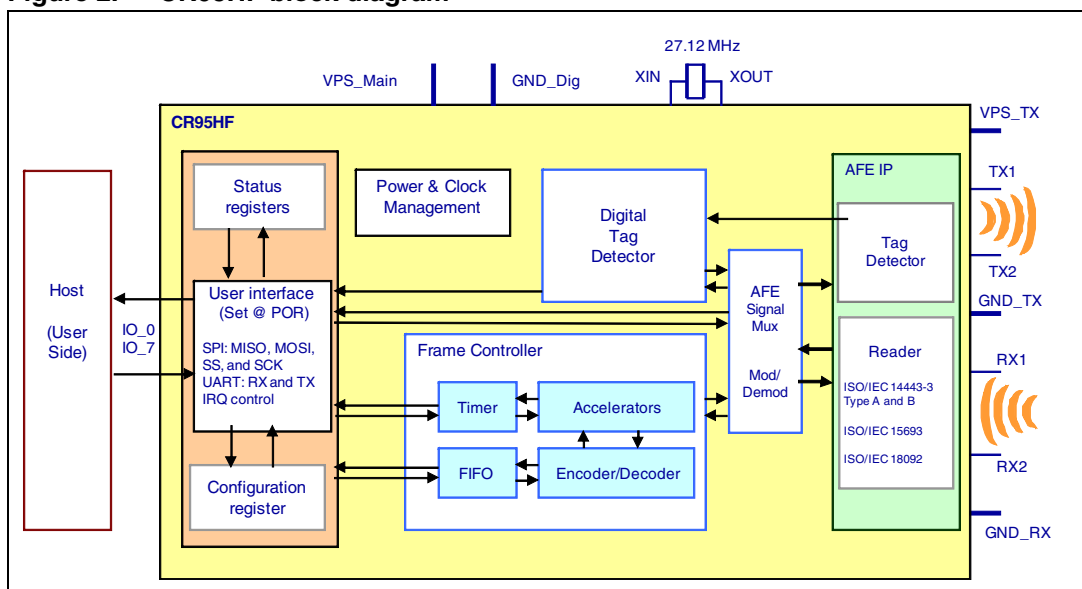 27.12 MHz
VPS_Main
GND_Dig
XIN
XOUT
CR95HF
VPS_TX
Status
registers
Power & Clock
Management
Digital
Tag
Detector
AFE IP
TX1
Tag
Detector
TX2
Host
(User
Side)
IO_0
IO_7
User interface
(Set @ POR)
SPI: MISO, MOSI,
SS, and SCK
UART: RX and TX
IRQ control
AFE
Signal
Mux
Mod/
Demod
GND_TX
Frame Controller
Timer
Accelerators
FIFO
Encoder/Decoder
Reader
ISO/IEC 14443-3
Type A and B
ISO/IEC 15693
ISO/IEC 18092
RX1
RX2
Configuration
register
GND_RX